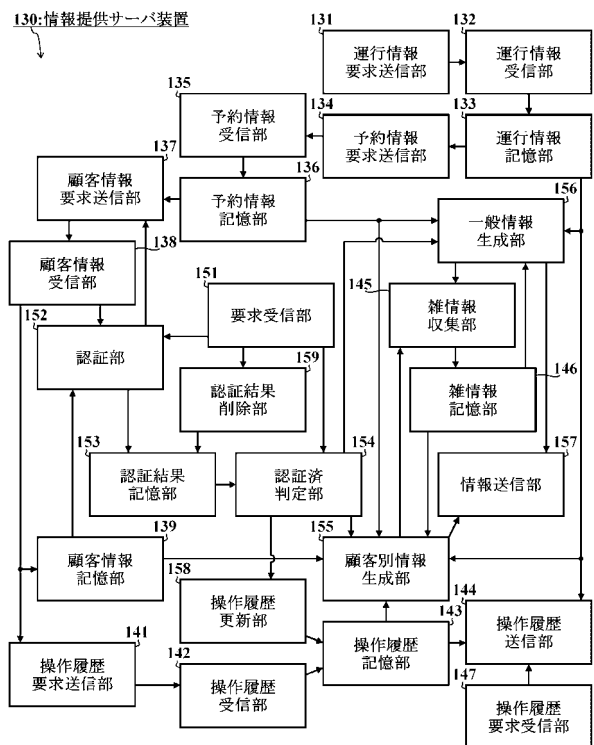 130:情報提供サーバ装置
131
運行情報
要求送信部
132
運行情報
受信部
135
予約情報
受信部
134
予約情報
要求送信部
133
運行情報
記憶部
137
顧客情報
要求送信部
136
予約情報
記憶部
156
一般情報
生成部
138
顧客情報
受信部
151
要求受信部
145
雑情報
収集部
152
認証部
159
認証結果
削除部
146
雑情報
記憶部
153
認証結果
記憶部
154
認証済
判定部
157
情報送信部
139
顧客情報
記憶部
155
顧客別情報
生成部
158
操作履歴
更新部
143
操作履歴
記憶部
144
操作履歴
送信部
141
操作履歴
要求送信部
142
操作履歴
受信部
147
操作履歴
要求受信部